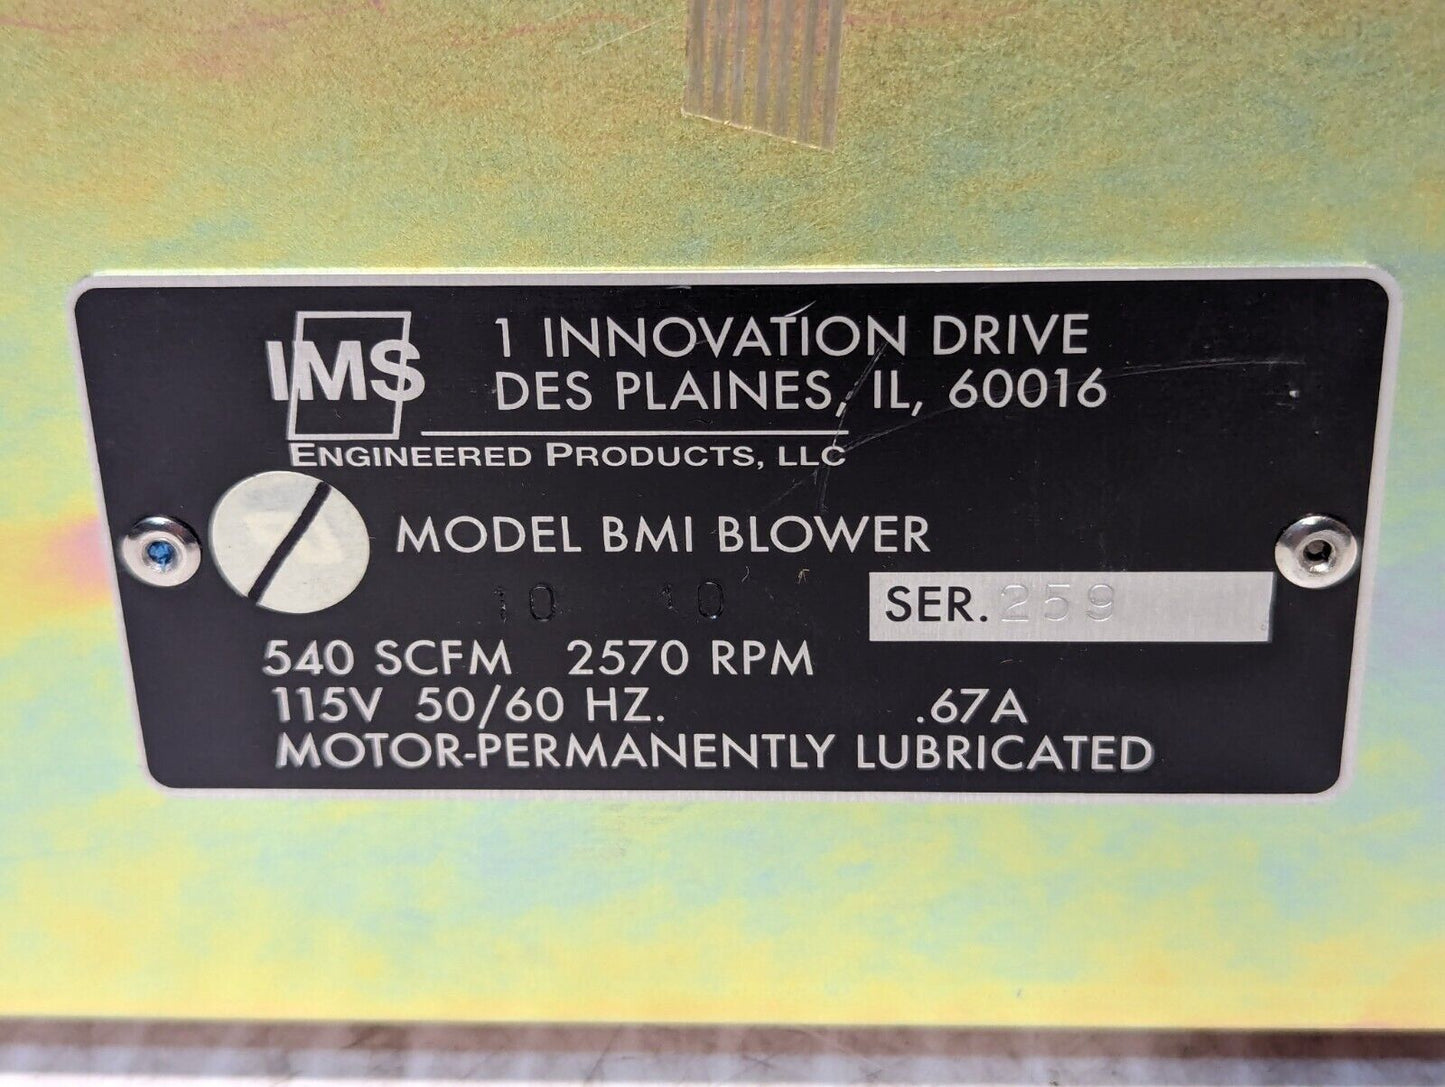 IMS
1 INNOVATION DRIVE
DES PLAINES, IL, 60016
ENGINEERED PRODUCTS, LLC
MODEL BMI BLOWER
10 10
SER. 259
540 SCFM 2570 RPM
115V 50/60 HZ. .67A
MOTOR-PERMANENTLY LUBRICATED